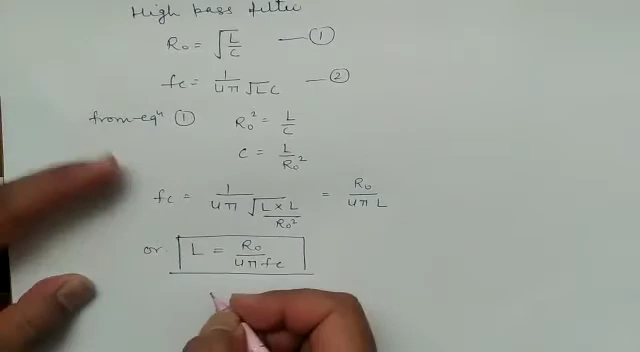 High pass filter
R₀ = √(L/C) — ①
fc = 1/(4π√LC) — ②
from eqⁿ ① R₀² = L/C
C = L/R₀²
fc = 1/(4π√(L×L/R₀²)) = R₀/(4πL)
or L = R₀/(4πfc)